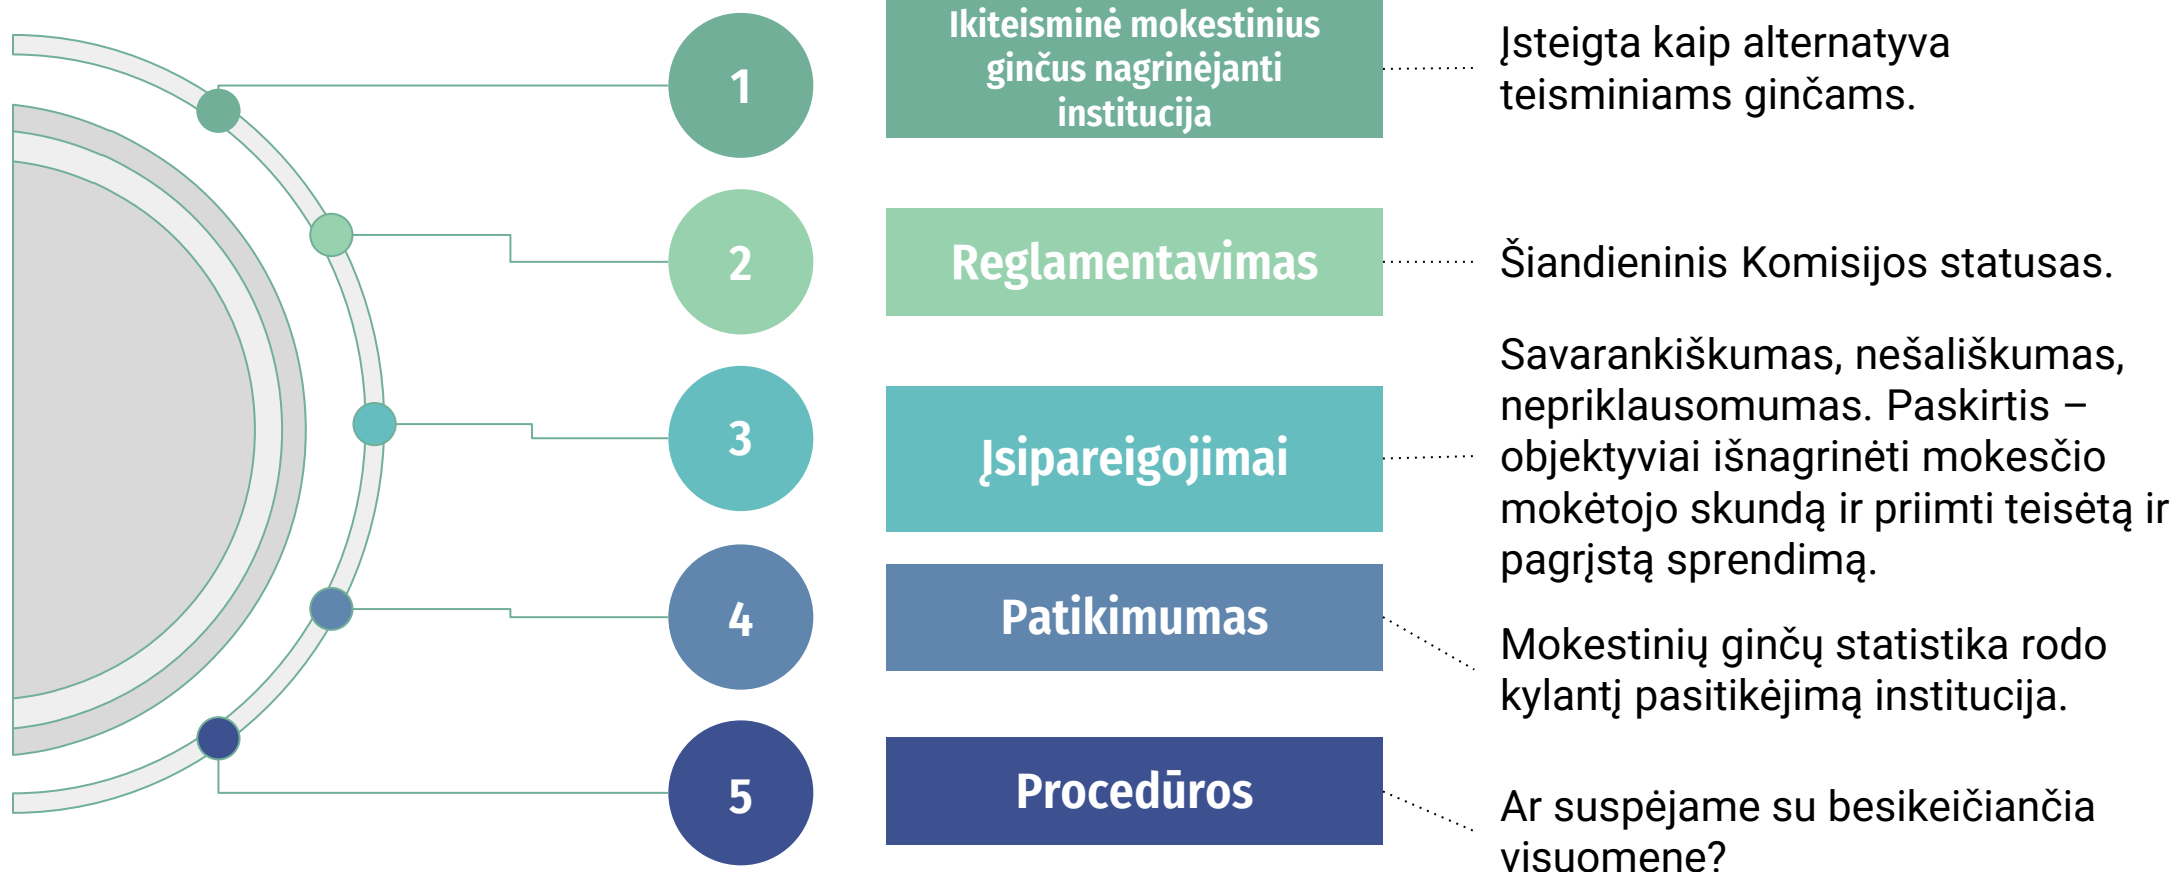 1
Ikiteisminė mokestinius
ginčus nagrinėjanti
institucija
Įsteigta kaip alternatyva
teisminiams ginčams.
2
Reglamentavimas
Šiandieninis Komisijos statusas.
3
Įsipareigojimai
Savarankiškumas, nešališkumas,
nepriklausomumas. Paskirtis –
objektyviai išnagrinėti mokesčio
mokėtojo skundą ir priimti teisėtą ir
pagrįstą sprendimą.
4
Patikimumas
Mokestinių ginčų statistika rodo
kylantį pasitikėjimą institucija.
5
Procedūros
Ar suspėjame su besikeičiančia
visuomene?